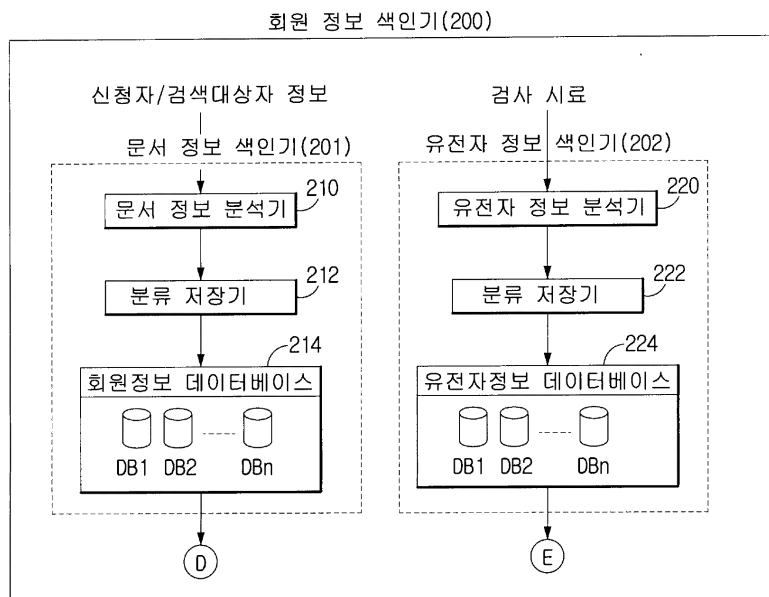 회원 정보 색인기(200)
신청자/검색대상자 정보
문서 정보 색인기(201)
문서 정보 분석기
210
분류 저장기
212
214
회원정보 데이터베이스
DB1 DB2 DBn
D
검사 시료
유전자 정보 색인기(202)
유전자 정보 분석기
220
분류 저장기
222
224
유전자정보 데이터베이스
DB1 DB2 DBn
E